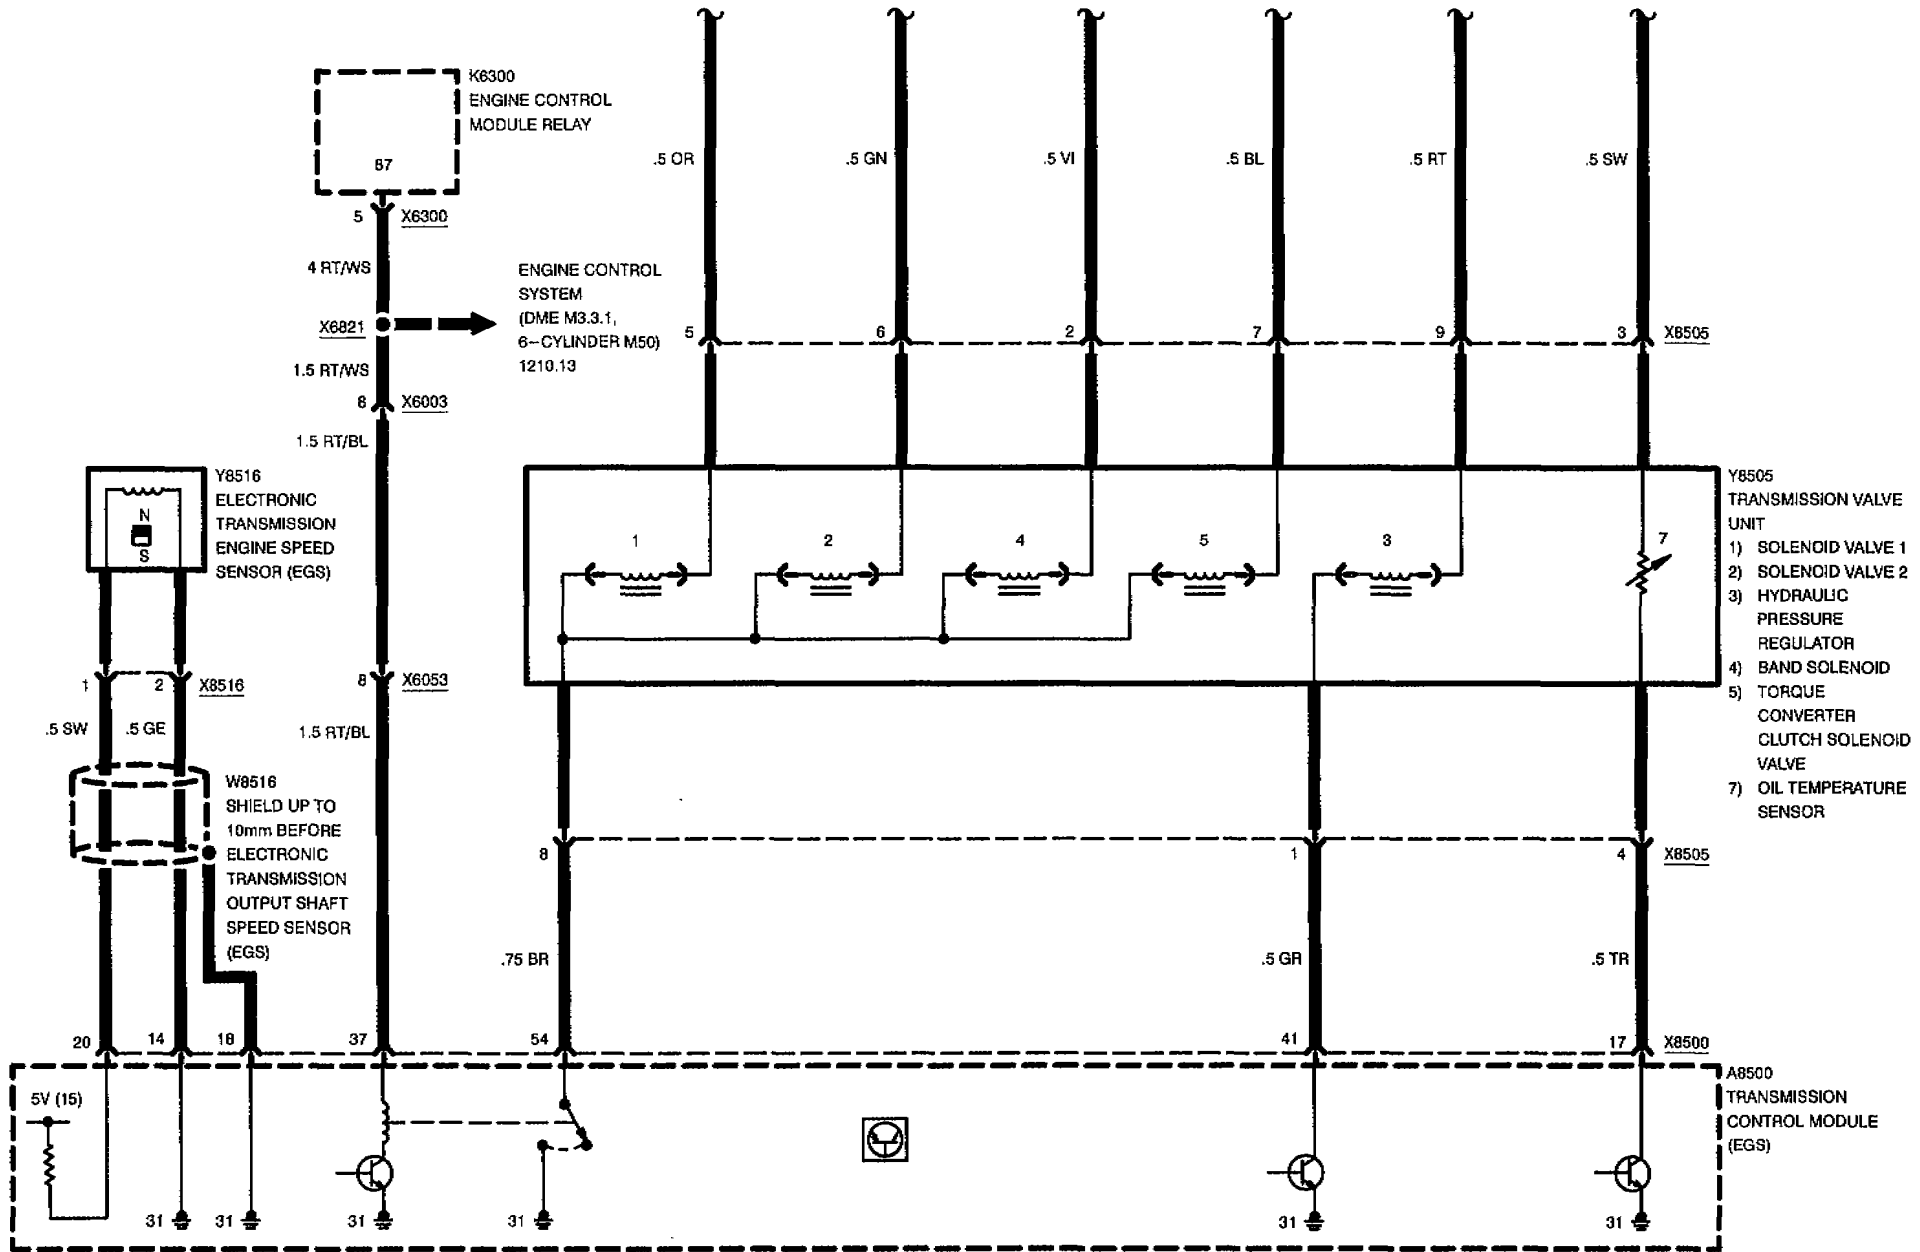 K6300
ENGINE CONTROL
MODULE RELAY
87
5 X6300
4 RT/WS
X6821
ENGINE CONTROL
SYSTEM
(DME M3.3.1,
6-CYLINDER M50)
1210.13
1.5 RT/WS
8 X6003
1.5 RT/BL
.5 OR
.5 GN
.5 VI
.5 BL
.5 RT
.5 SW
5
6
2
7
9
3 X8505
Y8516
ELECTRONIC
TRANSMISSION
ENGINE SPEED
SENSOR (EGS)
N
S
1
2
4
5
3
7
Y8505
TRANSMISSION VALVE
UNIT
1) SOLENOID VALVE 1
2) SOLENOID VALVE 2
3) HYDRAULIC
PRESSURE
REGULATOR
4) BAND SOLENOID
5) TORQUE
CONVERTER
CLUTCH SOLENOID
VALVE
7) OIL TEMPERATURE
SENSOR
1
2 X8516
8 X6053
.5 SW
.5 GE
1.5 RT/BL
W8516
SHIELD UP TO
10mm BEFORE
ELECTRONIC
TRANSMISSION
OUTPUT SHAFT
SPEED SENSOR
(EGS)
8
1
4 X8505
.75 BR
.5 GR
.5 TR
20
14
18
37
54
41
17 X8500
A8500
TRANSMISSION
CONTROL MODULE
(EGS)
5V (15)
31
31
31
31
31
31